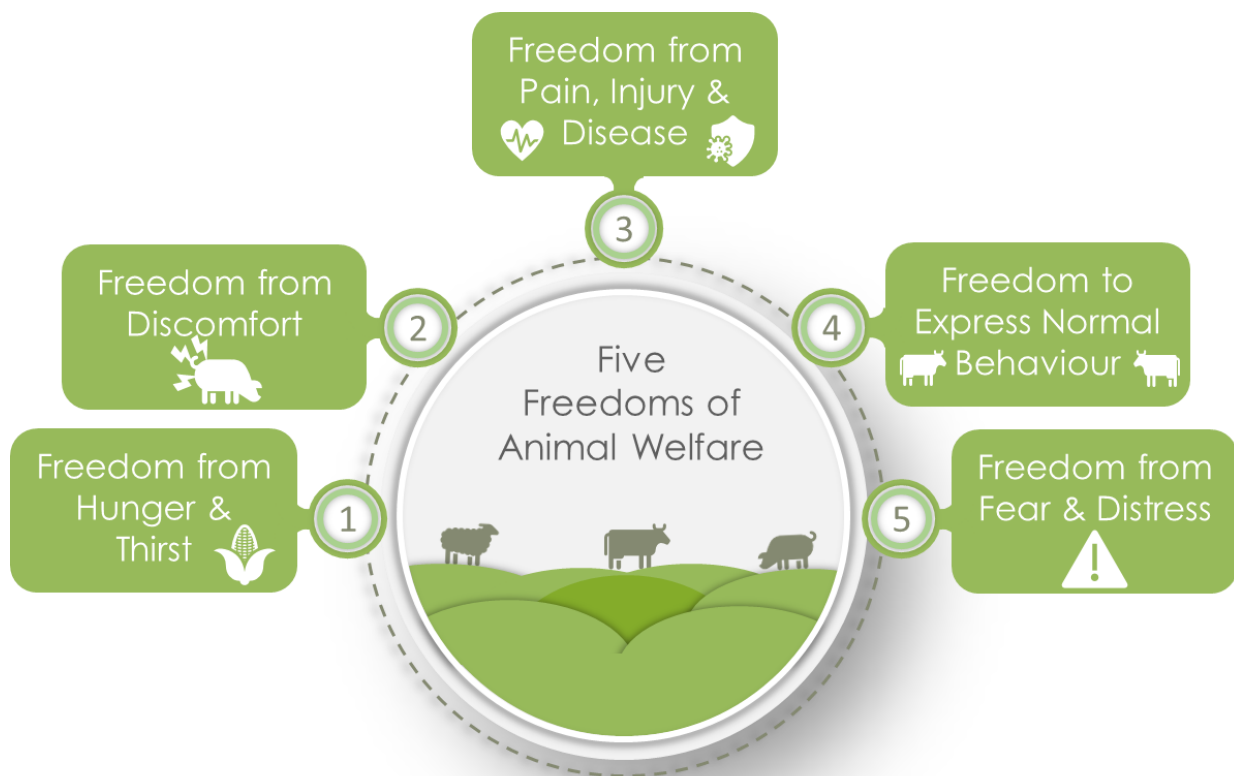 Five
Freedoms of
Animal Welfare
1
Freedom from
Hunger &
Thirst
2
Freedom from
Discomfort
3
Freedom from
Pain, Injury &
Disease
4
Freedom to
Express Normal
Behaviour
5
Freedom from
Fear & Distress